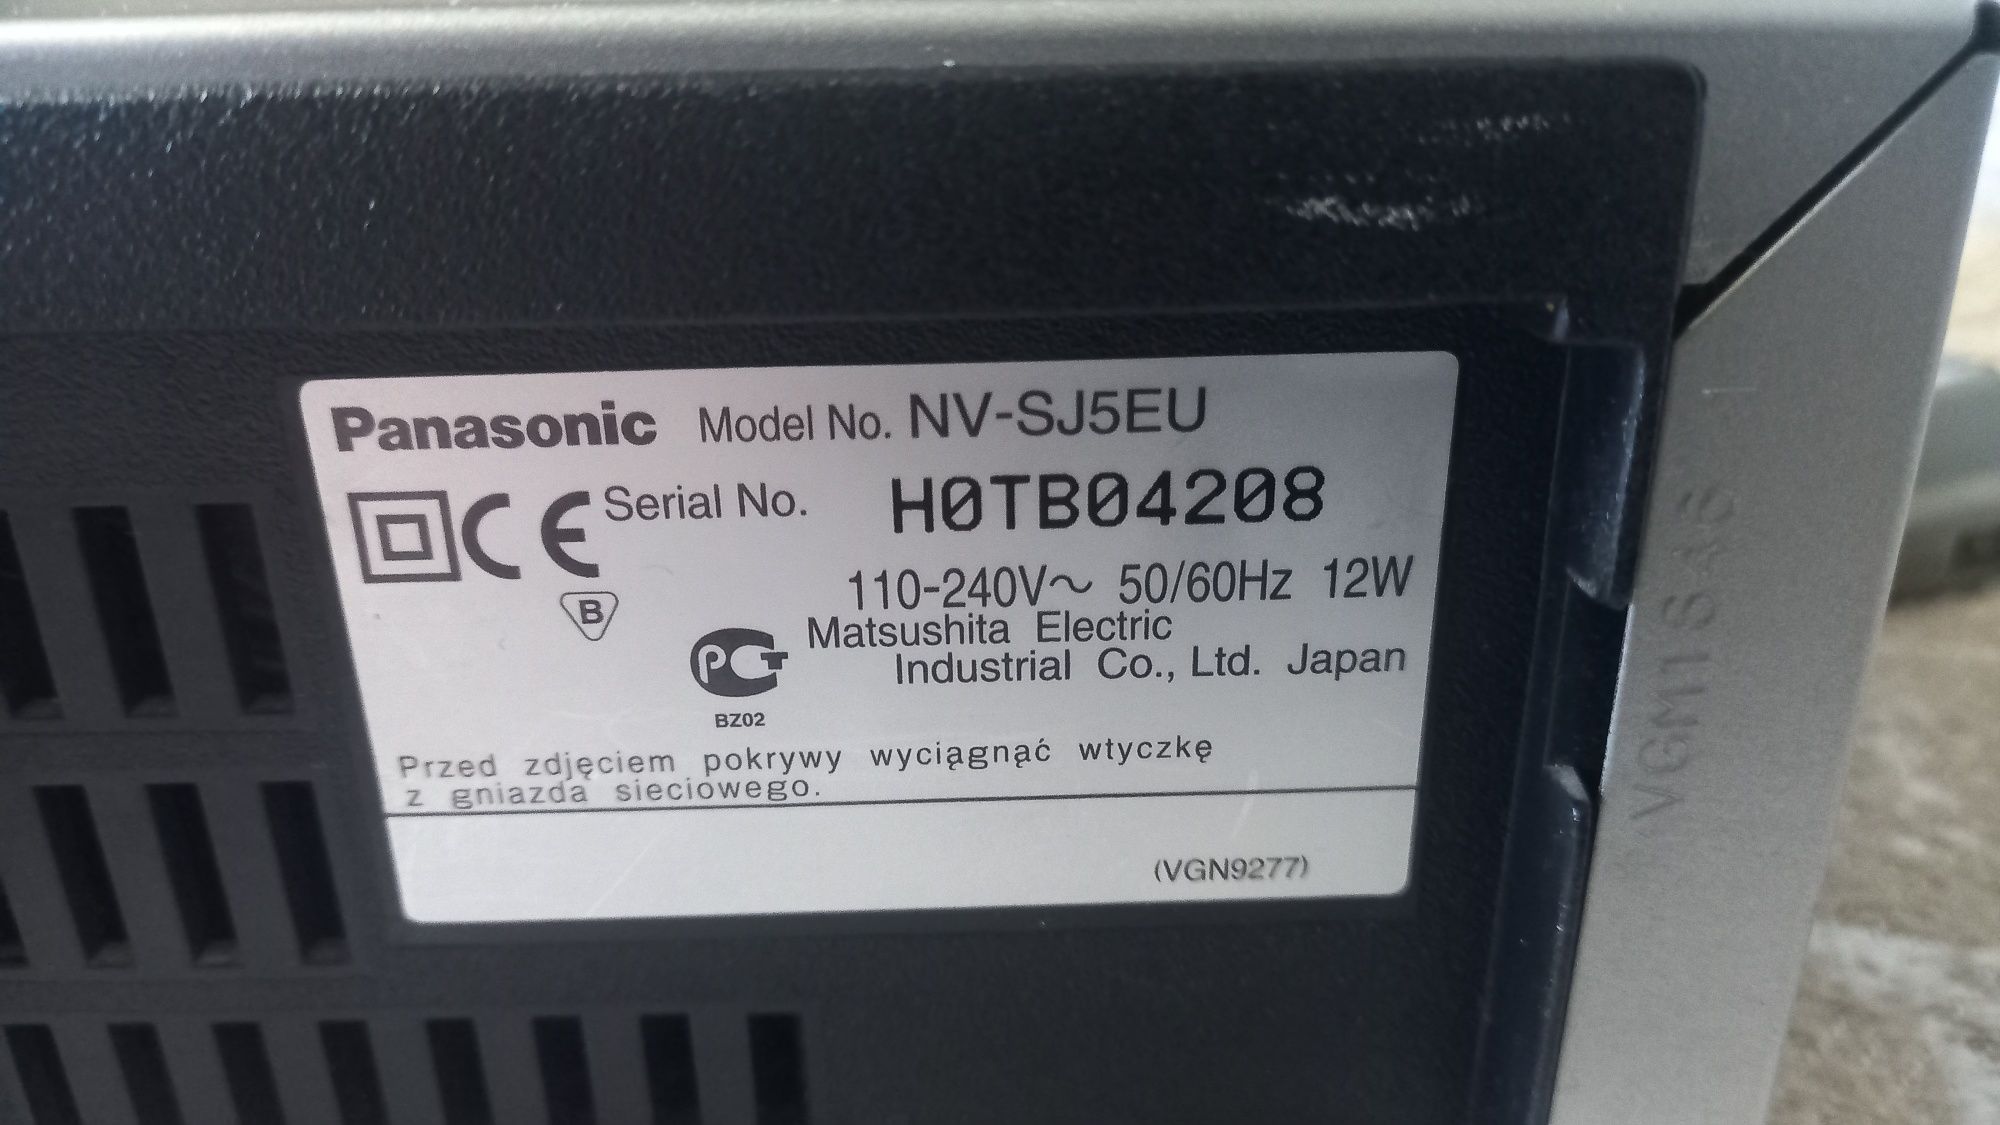 Panasonic Model No. NV-SJ5EU
CE Serial No. H0TB04208
B
110-240V~ 50/60Hz 12W
Matsushita Electric
Industrial Co., Ltd. Japan
PCT
BZ02
Przed zdjęciem pokrywy wyciągnąć wtyczkę
z gniazda sieciowego.
(VGN9277)